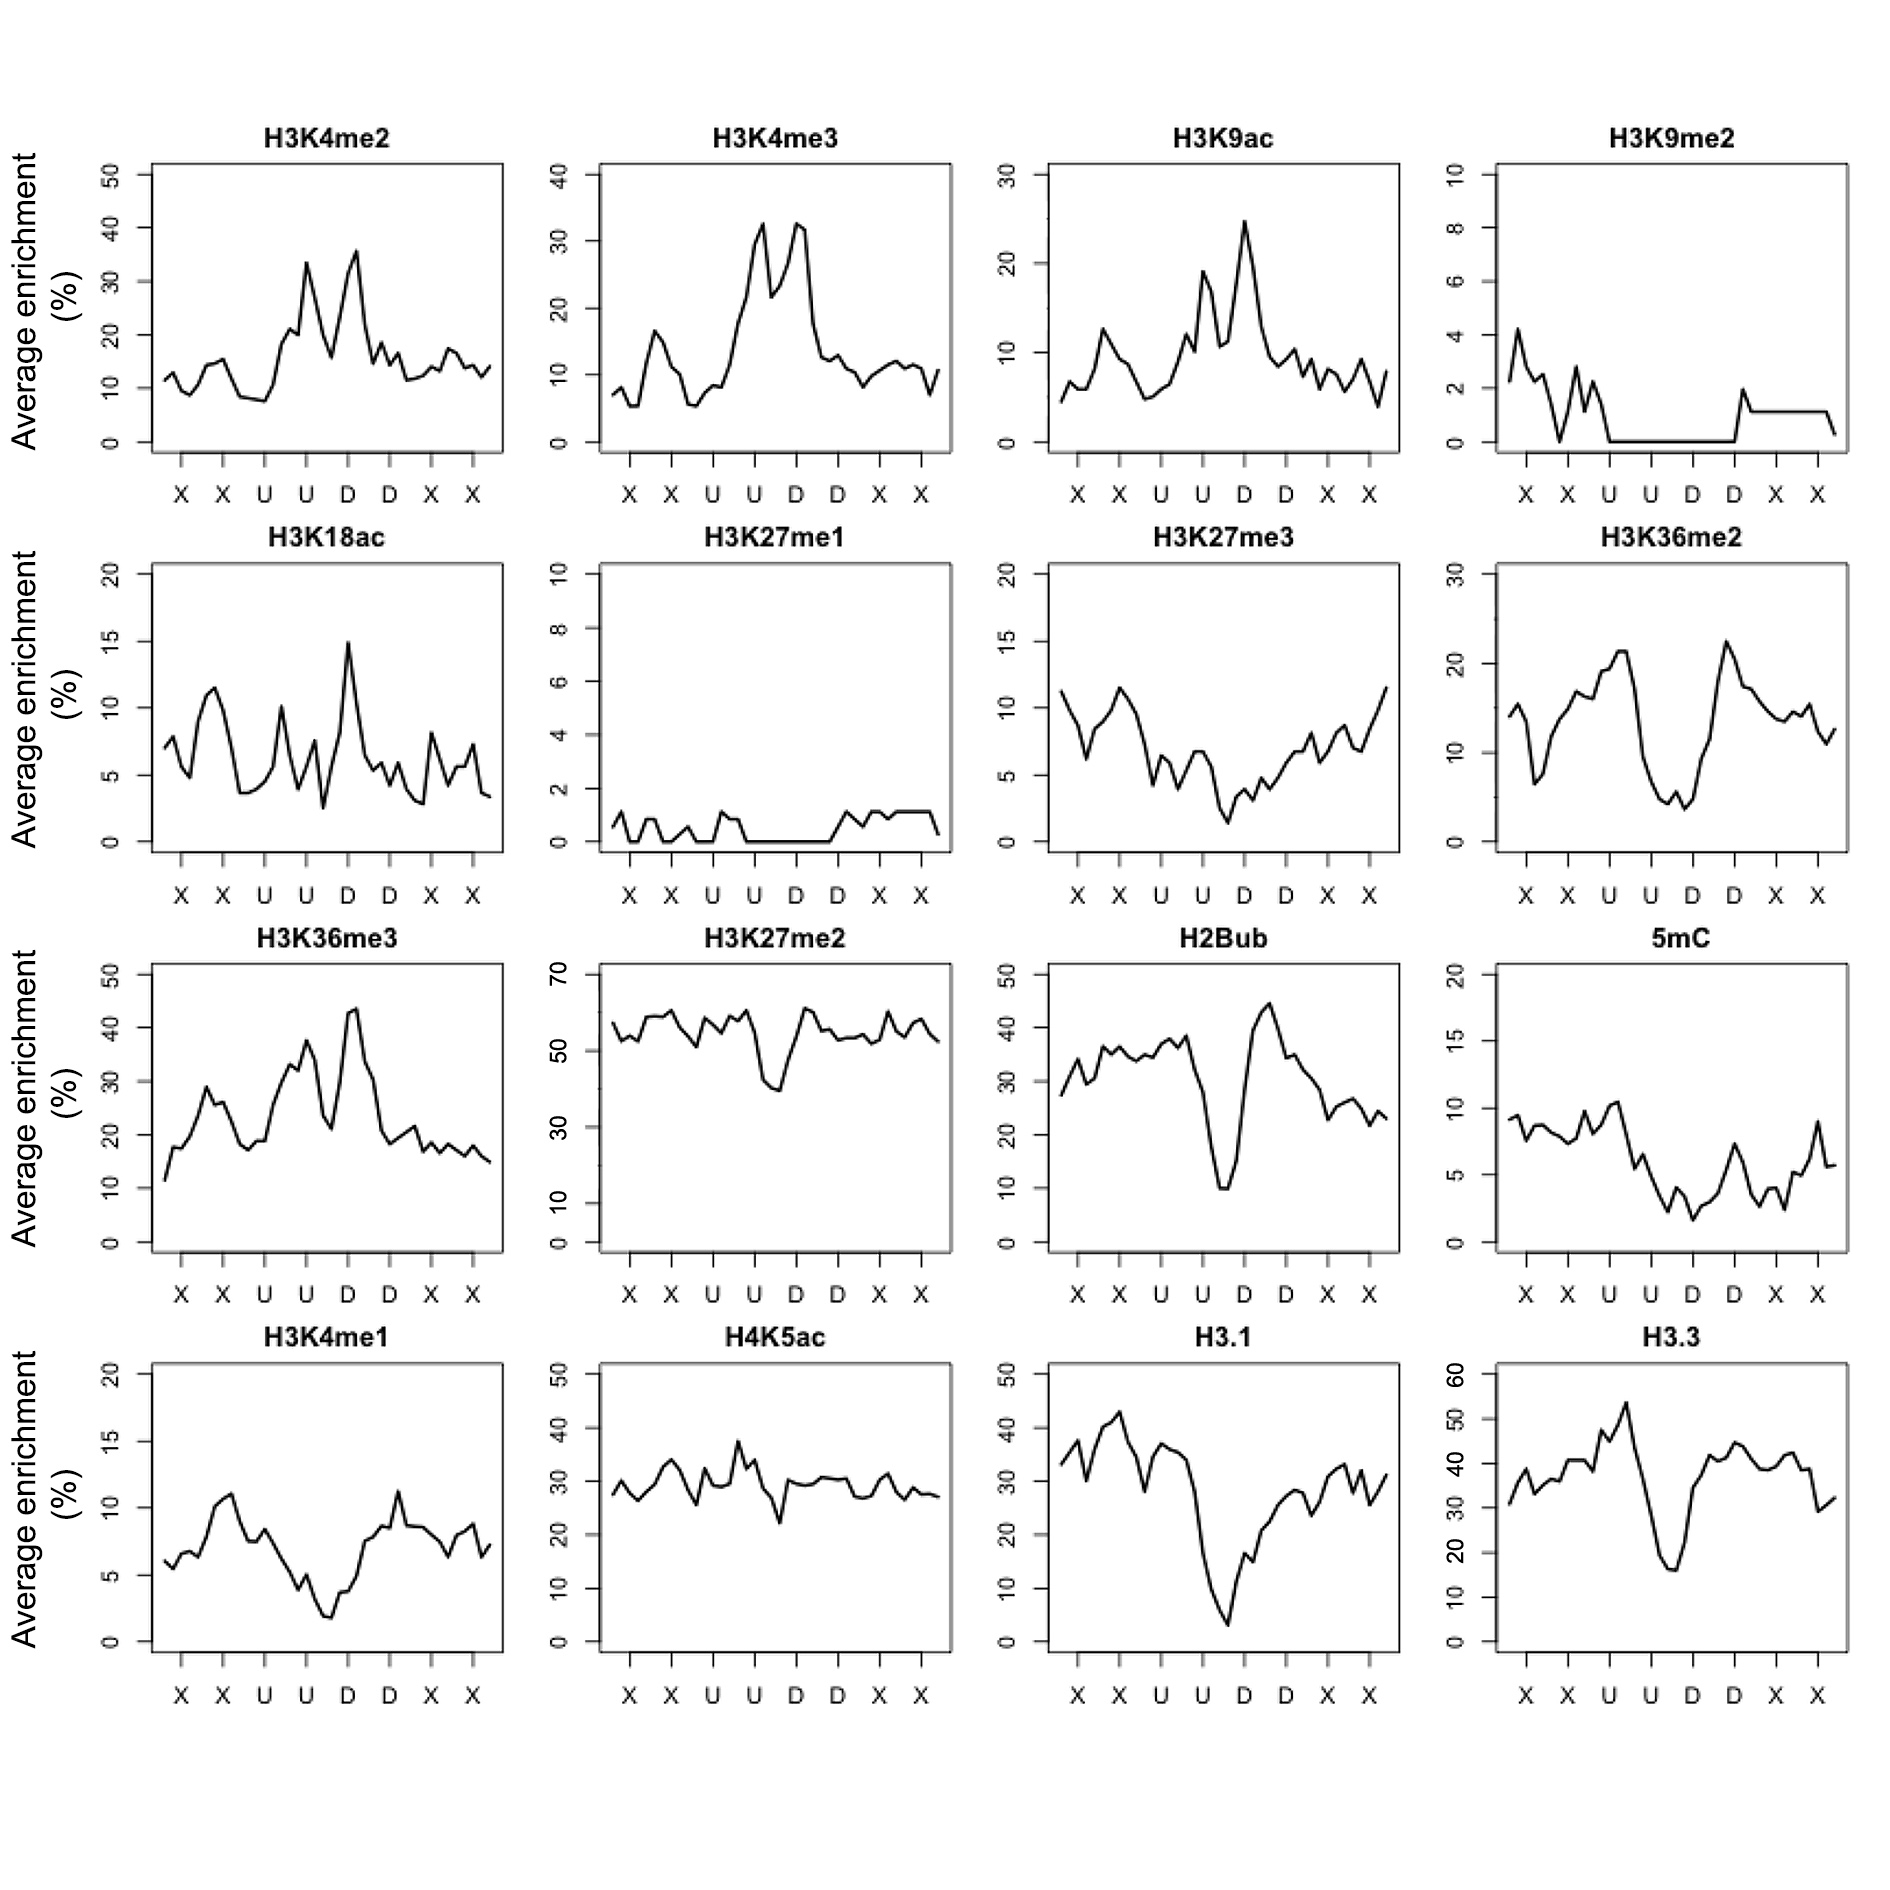 H3K4me2 H3K4me3 H3K9ac H3K9me2
Average enrichment
(%)
0 10 20 30 40 50
0 10 20 30 40
0 10 20 30
0 2 4 6 8 10
X X U U D D X X
X X U U D D X X
X X U U D D X X
X X U U D D X X
H3K18ac H3K27me1 H3K27me3 H3K36me2
Average enrichment
(%)
0 5 10 15 20
0 2 4 6 8 10
0 5 10 15 20
0 10 20 30
X X U U D D X X
X X U U D D X X
X X U U D D X X
X X U U D D X X
H3K36me3 H3K27me2 H2Bub 5mC
Average enrichment
(%)
0 10 20 30 40 50
0 10 30 50 70
0 10 20 30 40 50
0 5 10 15 20
X X U U D D X X
X X U U D D X X
X X U U D D X X
X X U U D D X X
H3K4me1 H4K5ac H3.1 H3.3
Average enrichment
(%)
0 5 10 15 20
0 10 20 30 40 50
0 10 20 30 40 50
0 10 20 30 40 50 60
X X U U D D X X
X X U U D D X X
X X U U D D X X
X X U U D D X X